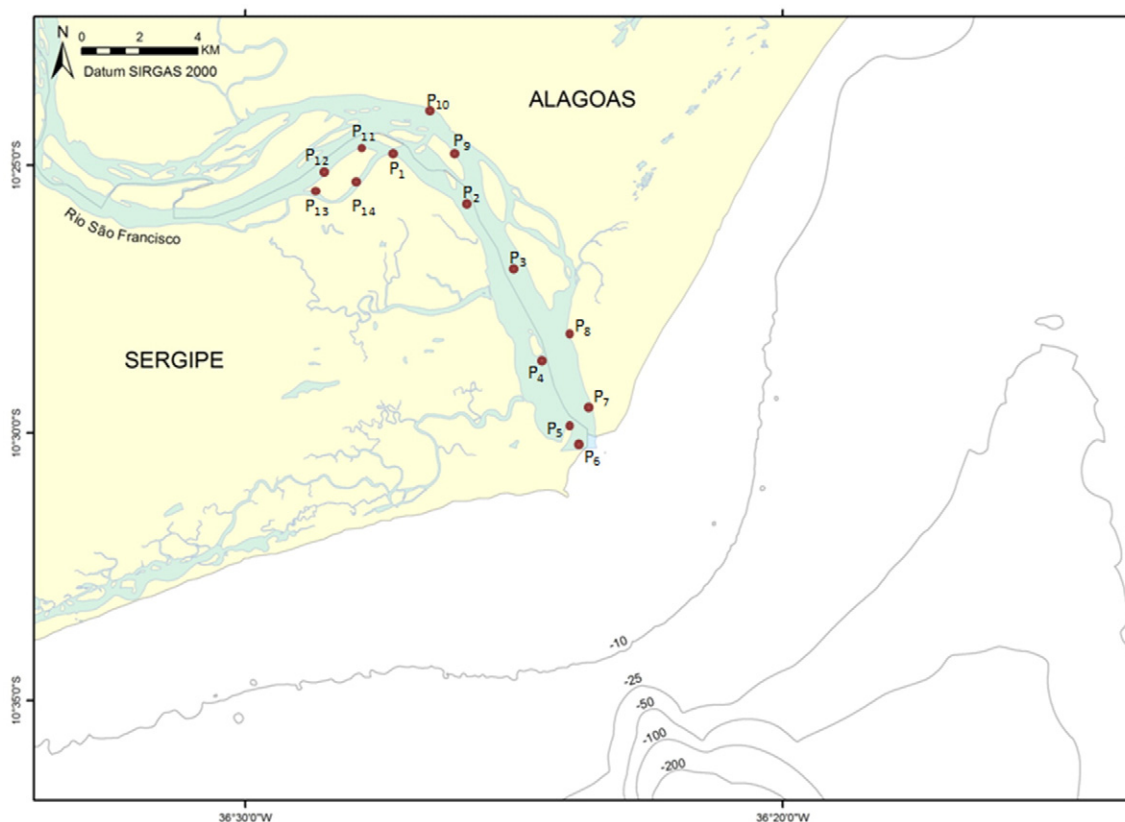 N
0 2 4
KM
Datum SIRGAS 2000
ALAGOAS
P10
P11
P9
P12
P1
10°25'0"S
P13
P14
P2
Rio São Francisco
P3
P8
SERGIPE
P4
P7
P5
10°30'0"S
P6
-10
-25
10°35'0"S
-50
-100
-200
36°30'0"W
36°20'0"W